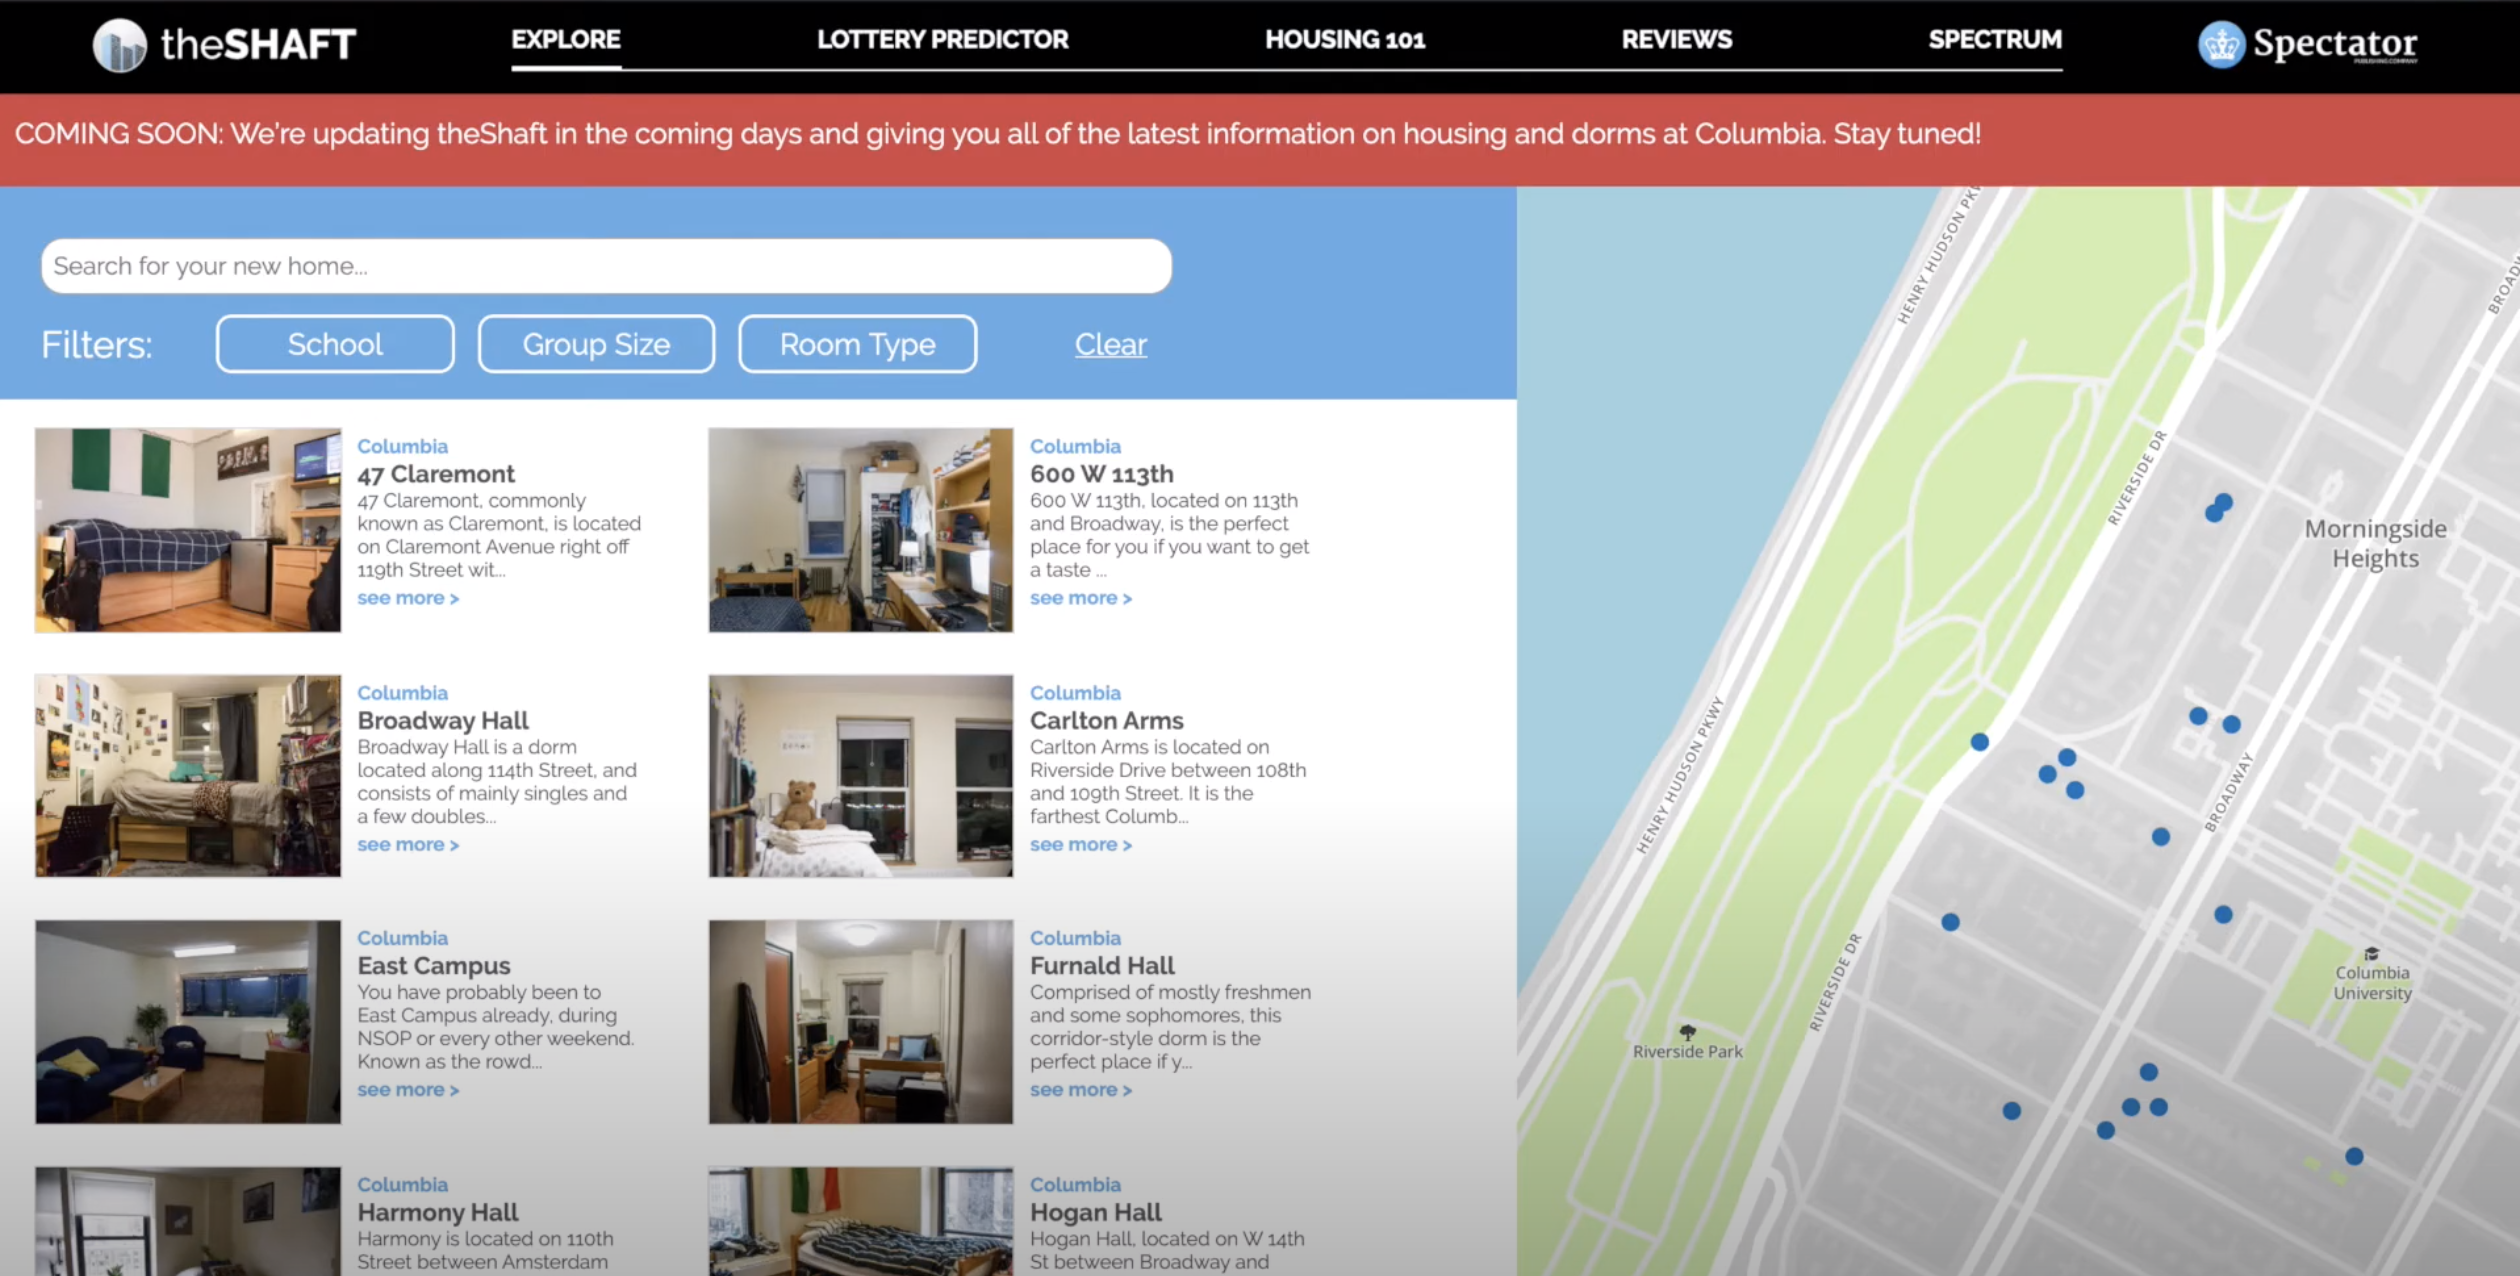 theSHAFT
EXPLORE
LOTTERY PREDICTOR
HOUSING 101
REVIEWS
SPECTRUM
Spectator
PUBLISHING COMPANY
COMING SOON: We're updating theShaft in the coming days and giving you all of the latest information on housing and dorms at Columbia. Stay tuned!
Search for your new home...
Filters:
School
Group Size
Room Type
Clear
Columbia
47 Claremont
47 Claremont, commonly
known as Claremont, is located
on Claremont Avenue right off
119th Street wit...
see more >
Columbia
600 W 113th
600 W 113th, located on 113th
and Broadway, is the perfect
place for you if you want to get
a taste ...
see more >
Columbia
Broadway Hall
Broadway Hall is a dorm
located along 114th Street, and
consists of mainly singles and
a few doubles...
see more >
Columbia
Carlton Arms
Carlton Arms is located on
Riverside Drive between 108th
and 109th Street. It is the
farthest Columb...
see more >
Columbia
East Campus
You have probably been to
East Campus already, during
NSOP or every other weekend.
Known as the rowd...
see more >
Columbia
Furnald Hall
Comprised of mostly freshmen
and some sophomores, this
corridor-style dorm is the
perfect place if y...
see more >
Columbia
Harmony Hall
Harmony is located on 110th
Street between Amsterdam
Columbia
Hogan Hall
Hogan Hall, located on W 14th
St between Broadway and
HENRY HUDSON PKW
BROADW
RIVERSIDE DR
Morningside
Heights
HENRY HUDSON PKWY
BROADWAY
RIVERSIDE DR
Columbia
University
Riverside Park